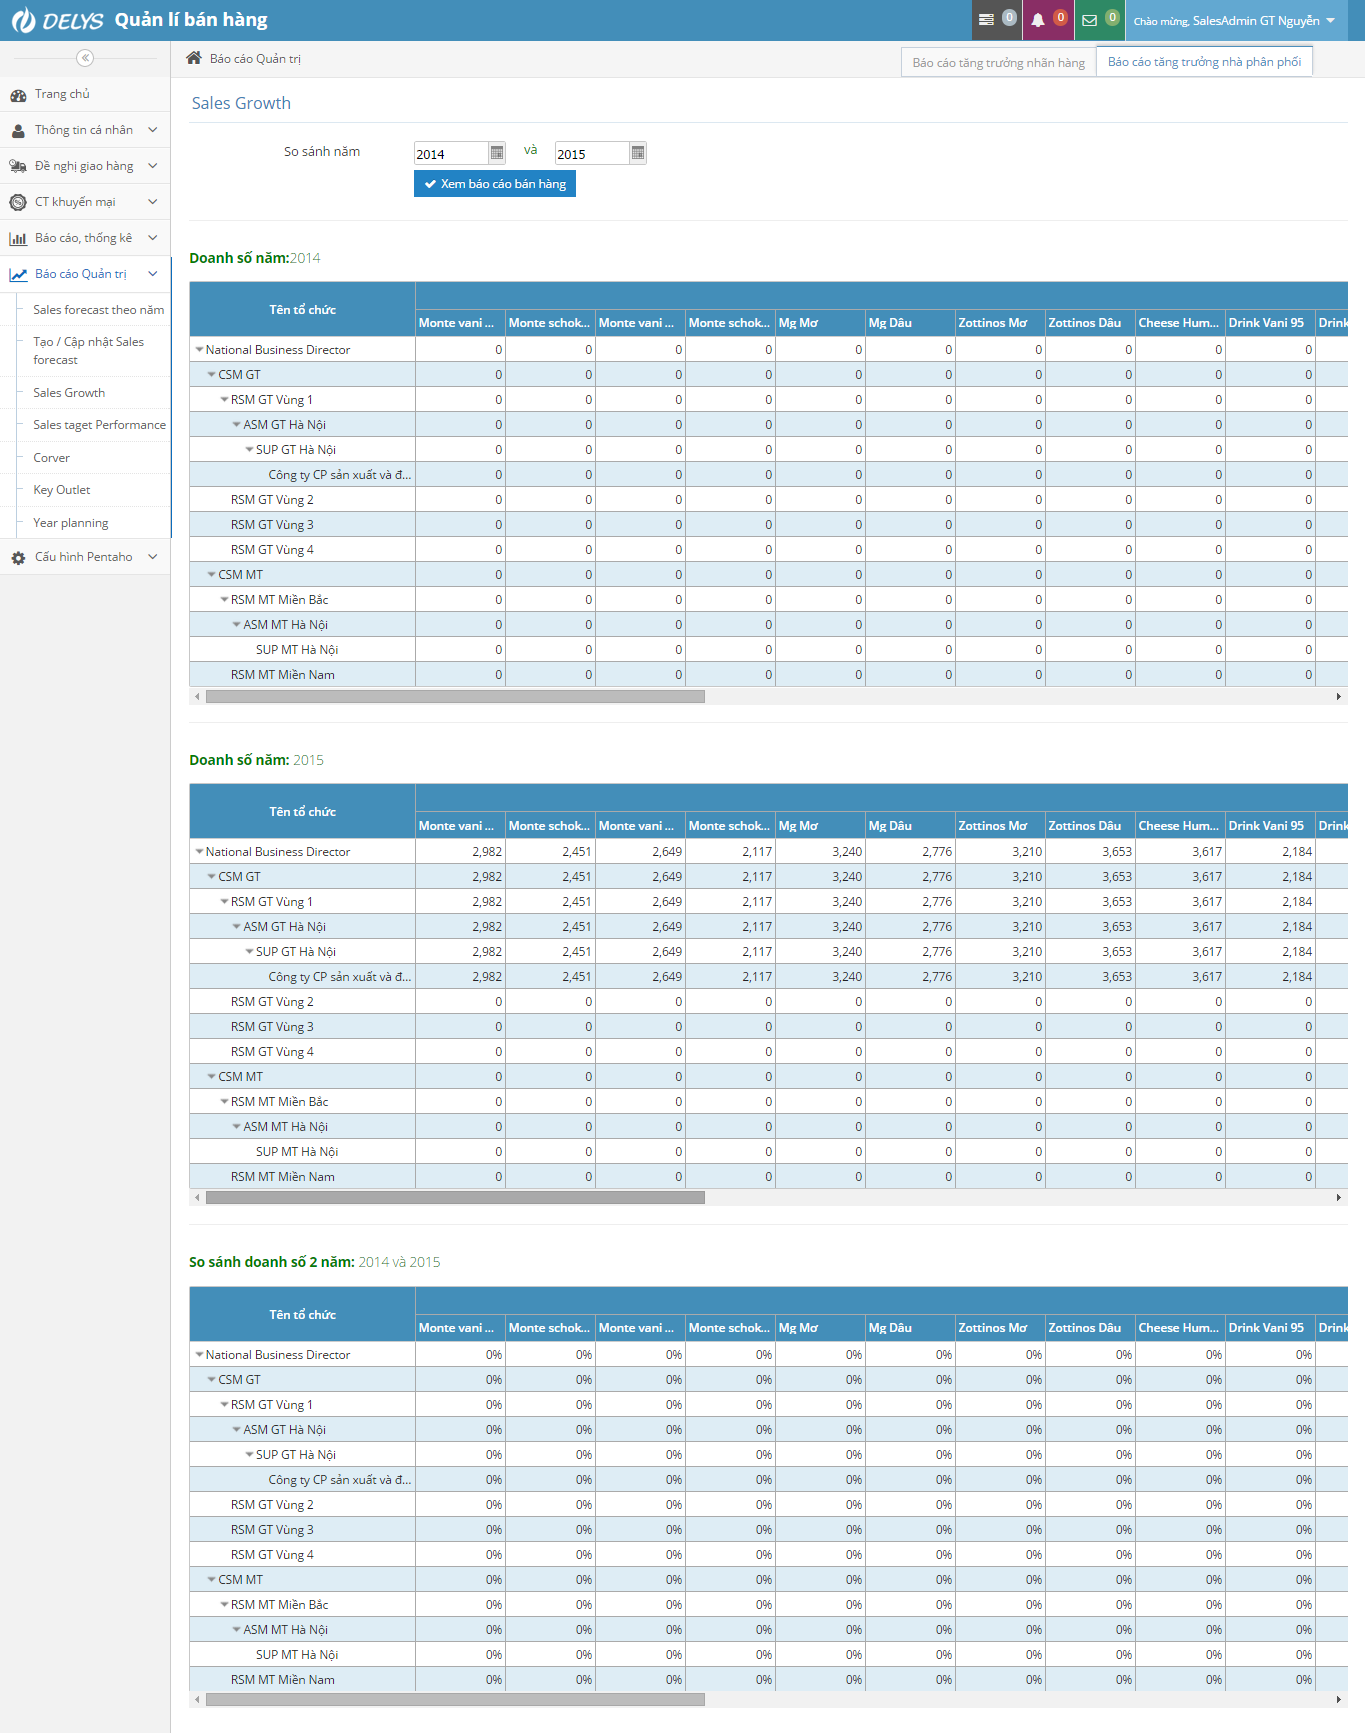 DELYS Quản lí bán hàng 0 0 0 Chào mừng, SalesAdmin GT Nguyễn
Báo cáo Quản trị Báo cáo tăng trưởng nhãn hàng Báo cáo tăng trưởng nhà phân phối
Trang chủ
Thông tin cá nhân
Đề nghị giao hàng
CT khuyến mại
Báo cáo, thống kê
Báo cáo Quản trị
Sales forecast theo năm
Tạo / Cập nhật Sales
forecast
Sales Growth
Sales taget Performance
Corver
Key Outlet
Year planning
Cấu hình Pentaho
Sales Growth
So sánh năm 2014 và 2015
Xem báo cáo bán hàng
Doanh số năm:2014
Tên tổ chức
Monte vani ... Monte schok... Monte vani ... Monte schok... Mg Mơ Mg Dâu Zottinos Mơ Zottinos Dâu Cheese Hum... Drink Vani 95 Drink
National Business Director 0 0 0 0 0 0 0 0 0 0
CSM GT 0 0 0 0 0 0 0 0 0 0
RSM GT Vùng 1 0 0 0 0 0 0 0 0 0 0
ASM GT Hà Nội 0 0 0 0 0 0 0 0 0 0
SUP GT Hà Nội 0 0 0 0 0 0 0 0 0 0
Công ty CP sản xuất và đ... 0 0 0 0 0 0 0 0 0 0
RSM GT Vùng 2 0 0 0 0 0 0 0 0 0 0
RSM GT Vùng 3 0 0 0 0 0 0 0 0 0 0
RSM GT Vùng 4 0 0 0 0 0 0 0 0 0 0
CSM MT 0 0 0 0 0 0 0 0 0 0
RSM MT Miền Bắc 0 0 0 0 0 0 0 0 0 0
ASM MT Hà Nội 0 0 0 0 0 0 0 0 0 0
SUP MT Hà Nội 0 0 0 0 0 0 0 0 0 0
RSM MT Miền Nam 0 0 0 0 0 0 0 0 0 0
Doanh số năm: 2015
Tên tổ chức
Monte vani ... Monte schok... Monte vani ... Monte schok... Mg Mơ Mg Dâu Zottinos Mơ Zottinos Dâu Cheese Hum... Drink Vani 95 Drink
National Business Director 2,982 2,451 2,649 2,117 3,240 2,776 3,210 3,653 3,617 2,184
CSM GT 2,982 2,451 2,649 2,117 3,240 2,776 3,210 3,653 3,617 2,184
RSM GT Vùng 1 2,982 2,451 2,649 2,117 3,240 2,776 3,210 3,653 3,617 2,184
ASM GT Hà Nội 2,982 2,451 2,649 2,117 3,240 2,776 3,210 3,653 3,617 2,184
SUP GT Hà Nội 2,982 2,451 2,649 2,117 3,240 2,776 3,210 3,653 3,617 2,184
Công ty CP sản xuất và đ... 2,982 2,451 2,649 2,117 3,240 2,776 3,210 3,653 3,617 2,184
RSM GT Vùng 2 0 0 0 0 0 0 0 0 0 0
RSM GT Vùng 3 0 0 0 0 0 0 0 0 0 0
RSM GT Vùng 4 0 0 0 0 0 0 0 0 0 0
CSM MT 0 0 0 0 0 0 0 0 0 0
RSM MT Miền Bắc 0 0 0 0 0 0 0 0 0 0
ASM MT Hà Nội 0 0 0 0 0 0 0 0 0 0
SUP MT Hà Nội 0 0 0 0 0 0 0 0 0 0
RSM MT Miền Nam 0 0 0 0 0 0 0 0 0 0
So sánh doanh số 2 năm: 2014 và 2015
Tên tổ chức
Monte vani ... Monte schok... Monte vani ... Monte schok... Mg Mơ Mg Dâu Zottinos Mơ Zottinos Dâu Cheese Hum... Drink Vani 95 Drink
National Business Director 0% 0% 0% 0% 0% 0% 0% 0% 0% 0%
CSM GT 0% 0% 0% 0% 0% 0% 0% 0% 0% 0%
RSM GT Vùng 1 0% 0% 0% 0% 0% 0% 0% 0% 0% 0%
ASM GT Hà Nội 0% 0% 0% 0% 0% 0% 0% 0% 0% 0%
SUP GT Hà Nội 0% 0% 0% 0% 0% 0% 0% 0% 0% 0%
Công ty CP sản xuất và đ... 0% 0% 0% 0% 0% 0% 0% 0% 0% 0%
RSM GT Vùng 2 0% 0% 0% 0% 0% 0% 0% 0% 0% 0%
RSM GT Vùng 3 0% 0% 0% 0% 0% 0% 0% 0% 0% 0%
RSM GT Vùng 4 0% 0% 0% 0% 0% 0% 0% 0% 0% 0%
CSM MT 0% 0% 0% 0% 0% 0% 0% 0% 0% 0%
RSM MT Miền Bắc 0% 0% 0% 0% 0% 0% 0% 0% 0% 0%
ASM MT Hà Nội 0% 0% 0% 0% 0% 0% 0% 0% 0% 0%
SUP MT Hà Nội 0% 0% 0% 0% 0% 0% 0% 0% 0% 0%
RSM MT Miền Nam 0% 0% 0% 0% 0% 0% 0% 0% 0% 0%